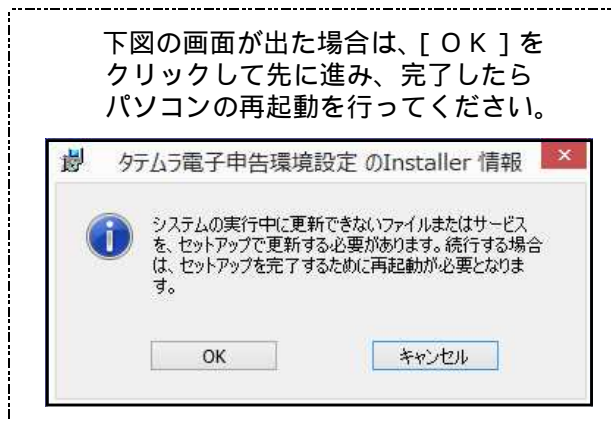 下図の画面が出た場合は、[ＯＫ]を
クリックして先に進み、完了したら
パソコンの再起動を行ってください。
タテムラ電子申告環境設定 のInstaller 情報
システムの実行中に更新できないファイルまたはサービス
を、セットアップで更新する必要があります。続行する場合
は、セットアップを完了するために再起動が必要となりま
す。
OK
キャンセル